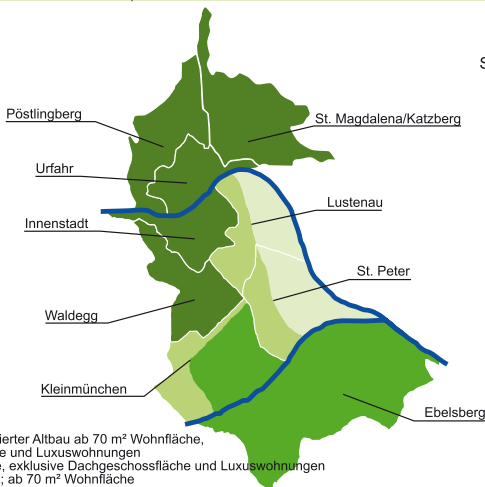 S
Pöstlingberg
St. Magdalena/Katzberg
Urfahr
Lustenau
Innenstadt
St. Peter
Waldegg
Kleinmünchen
Ebelsberg
ierter Altbau ab 70 m² Wohnfläche,
e und Luxuswohnungen
e, exklusive Dachgeschossfläche und Luxuswohnungen
; ab 70 m² Wohnfläche